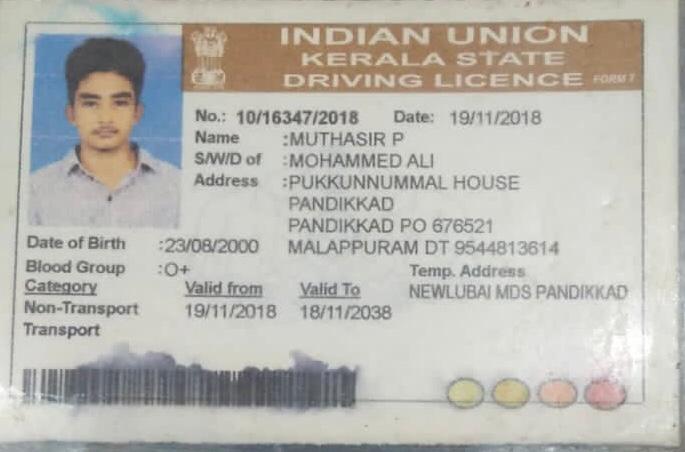 INDIAN UNION
KERALA STATE
DRIVING LICENCE FORM 7
No.: 10/16347/2018 Date: 19/11/2018
Name :MUTHASIR P
S/W/D of :MOHAMMED ALI
Address :PUKKUNNUMMAL HOUSE
PANDIKKAD
PANDIKKAD PO 676521
Date of Birth :23/08/2000 MALAPPURAM DT 9544813614
Blood Group :O+ Temp. Address
Category Valid from Valid To NEWLUBAI MDS PANDIKKAD
Non-Transport 19/11/2018 18/11/2038
Transport